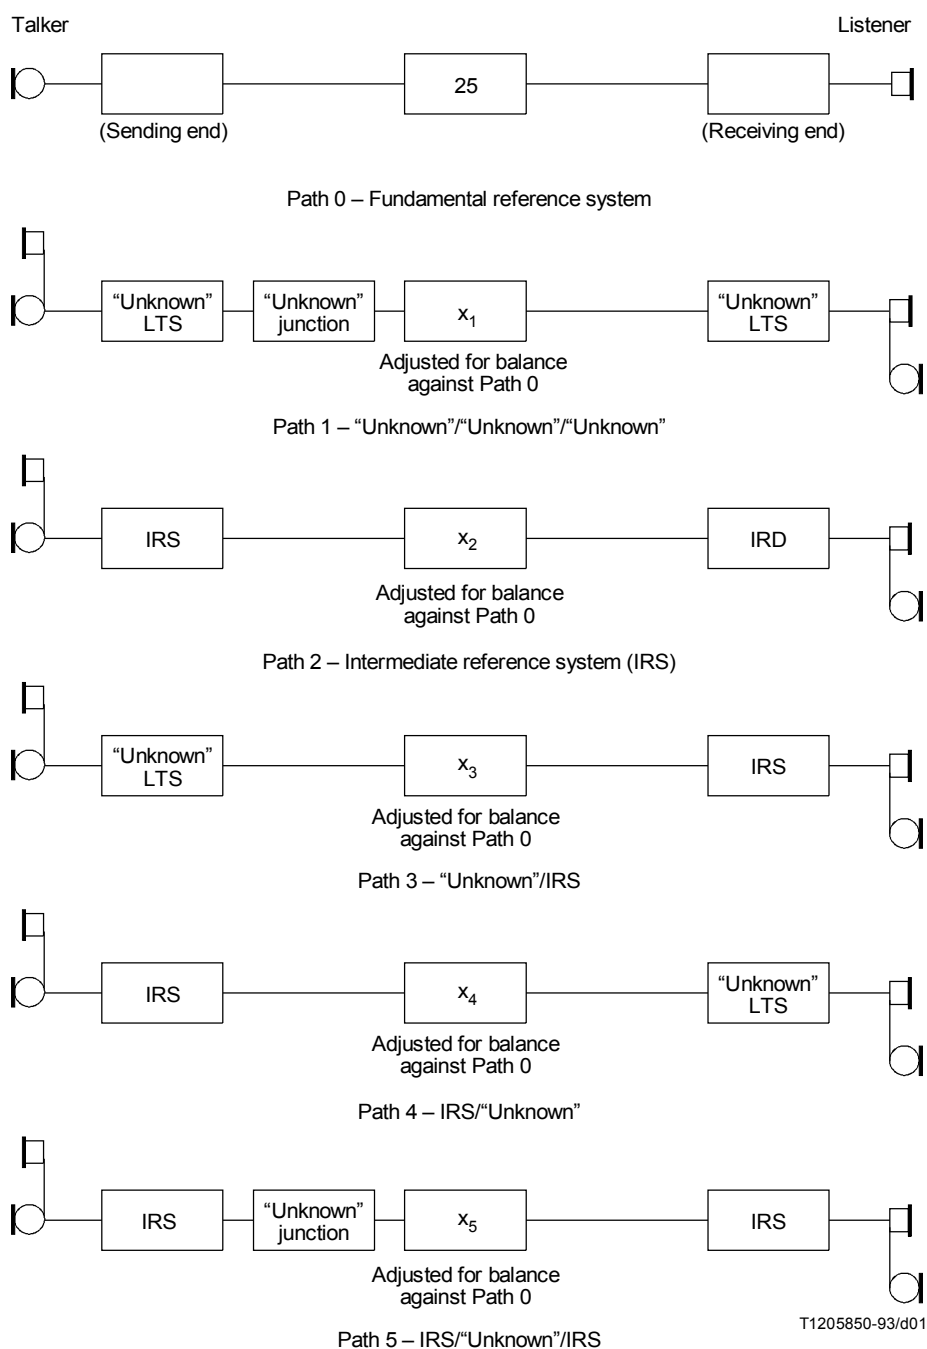 Talker
Listener
25
(Sending end)
(Receiving end)
Path 0 – Fundamental reference system
“Unknown”
LTS
“Unknown”
junction
x1
“Unknown”
LTS
Adjusted for balance
against Path 0
Path 1 – “Unknown”/“Unknown”/“Unknown”
IRS
x2
IRD
Adjusted for balance
against Path 0
Path 2 – Intermediate reference system (IRS)
“Unknown”
LTS
x3
IRS
Adjusted for balance
against Path 0
Path 3 – “Unknown”/IRS
IRS
x4
“Unknown”
LTS
Adjusted for balance
against Path 0
Path 4 – IRS/“Unknown”
IRS
“Unknown”
junction
x5
IRS
Adjusted for balance
against Path 0
T1205850-93/d01
Path 5 – IRS/“Unknown”/IRS